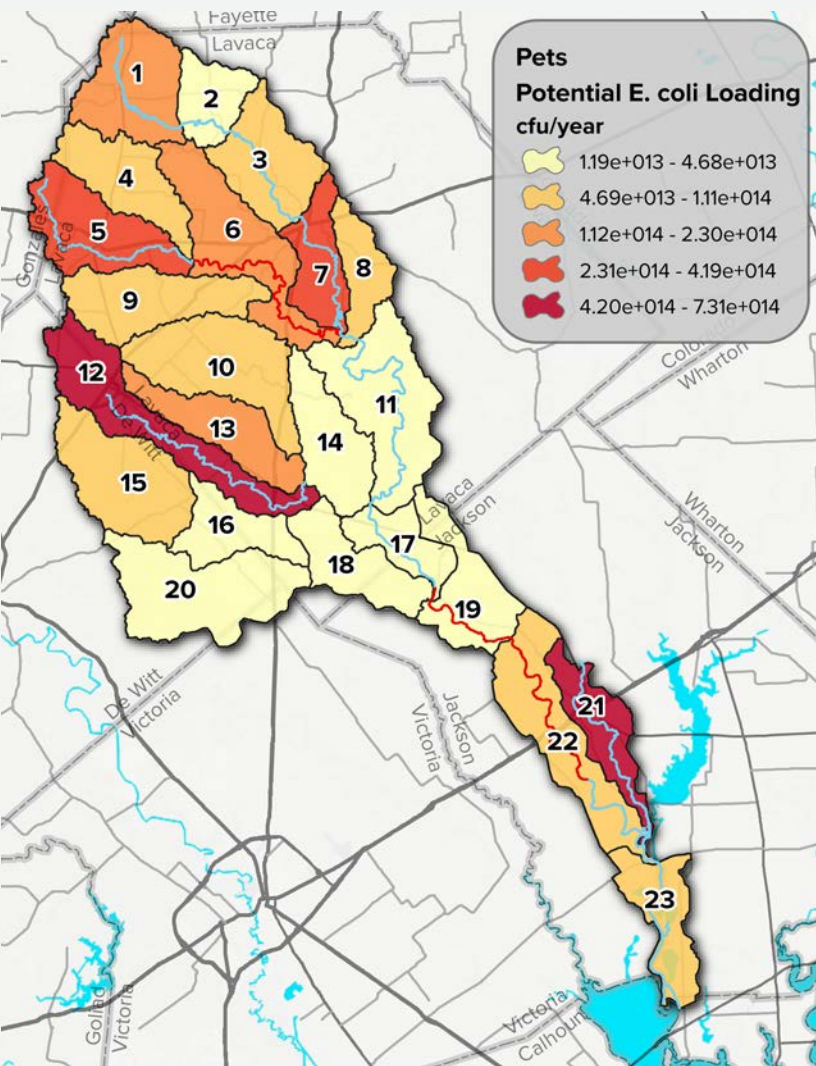 Fayette
Lavaca
Pets
Potential E. coli Loading
cfu/year
1.19e+013 - 4.68e+013
4.69e+013 - 1.11e+014
1.12e+014 - 2.30e+014
2.31e+014 - 4.19e+014
4.20e+014 - 7.31e+014
1
2
3
4
5
6
7
8
Gonzales
Lavaca
9
10
11
12
13
14
15
16
17
18
19
20
21
22
23
Colorado
Wharton
Lavaca
De Witt
Lavaca
Jackson
Wharton
Jackson
De Witt
Victoria
Jackson
Victoria
Goliad
Victoria
Victoria
Calhoun